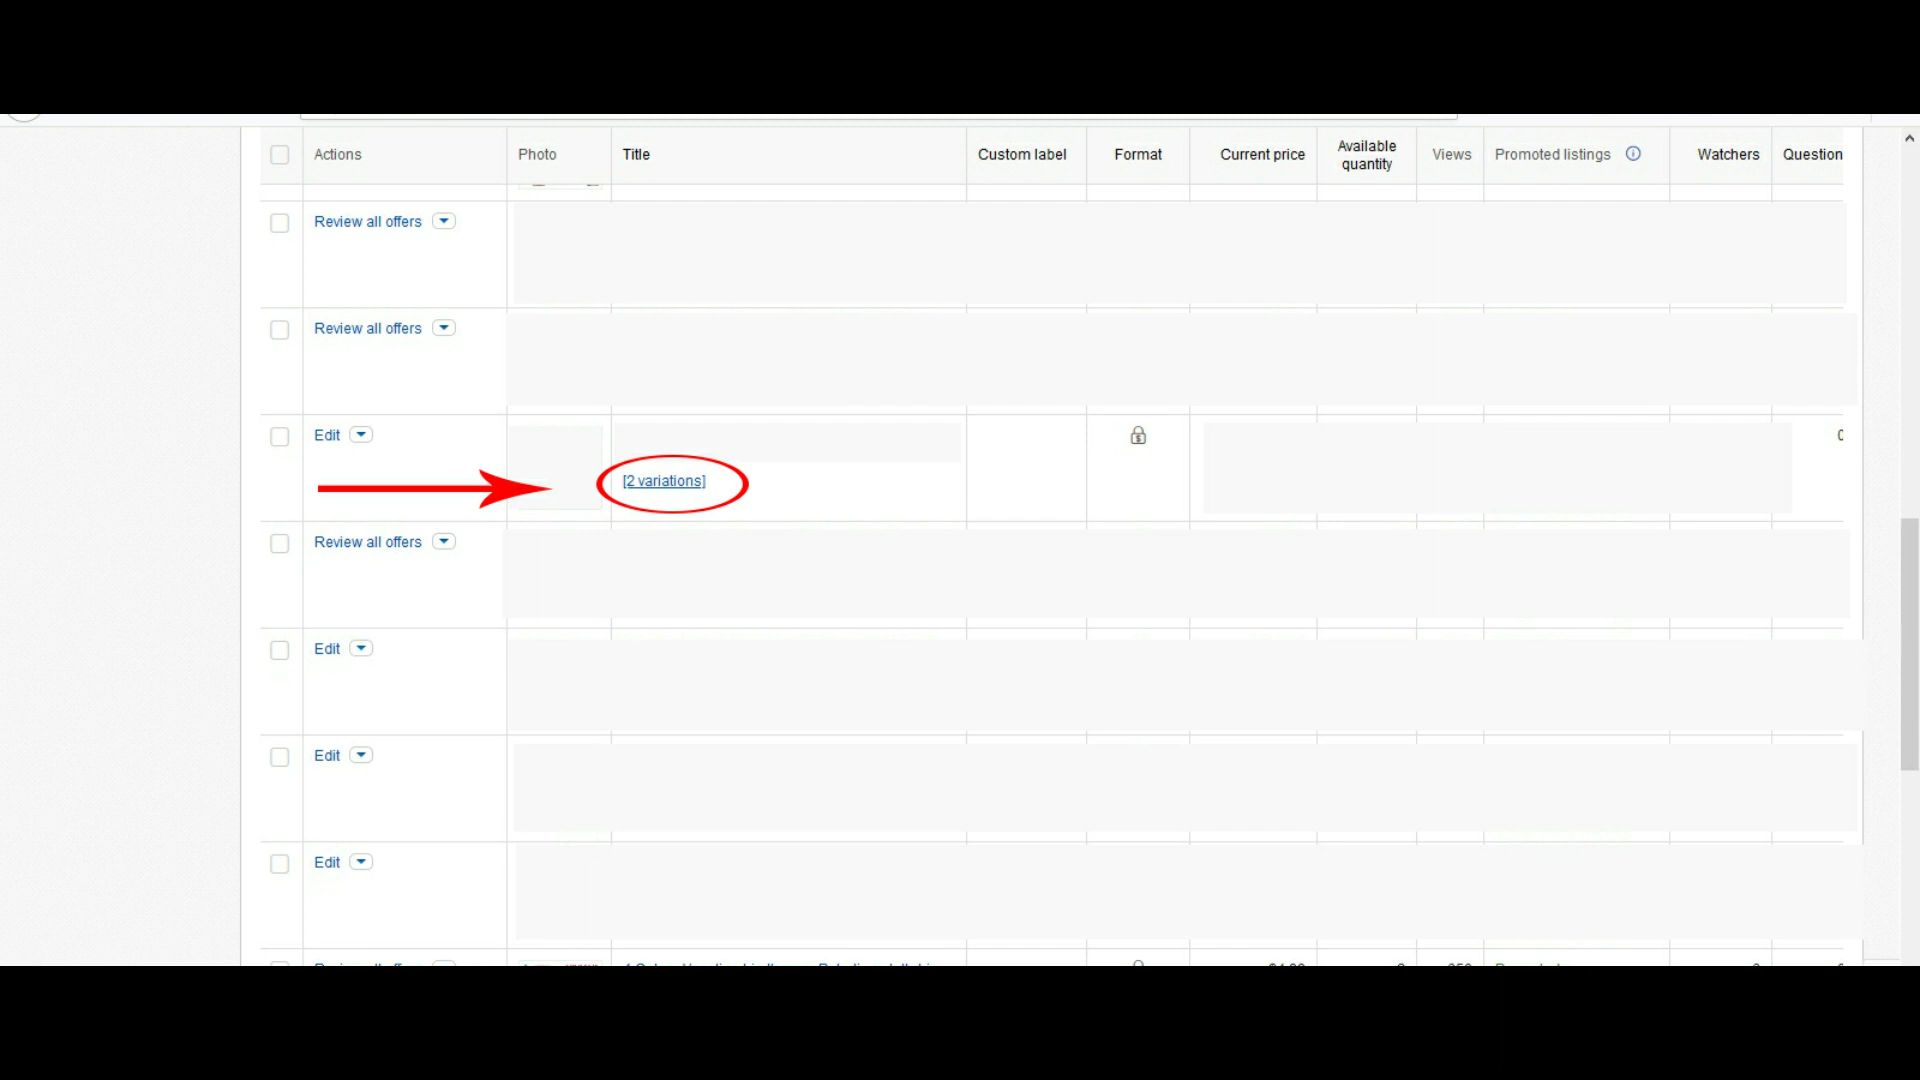 Actions Photo Title Custom label Format Current price Available quantity Views Promoted listings Watchers Question
Review all offers
Review all offers
Edit
[2 variations]
Review all offers
Edit
Edit
Edit